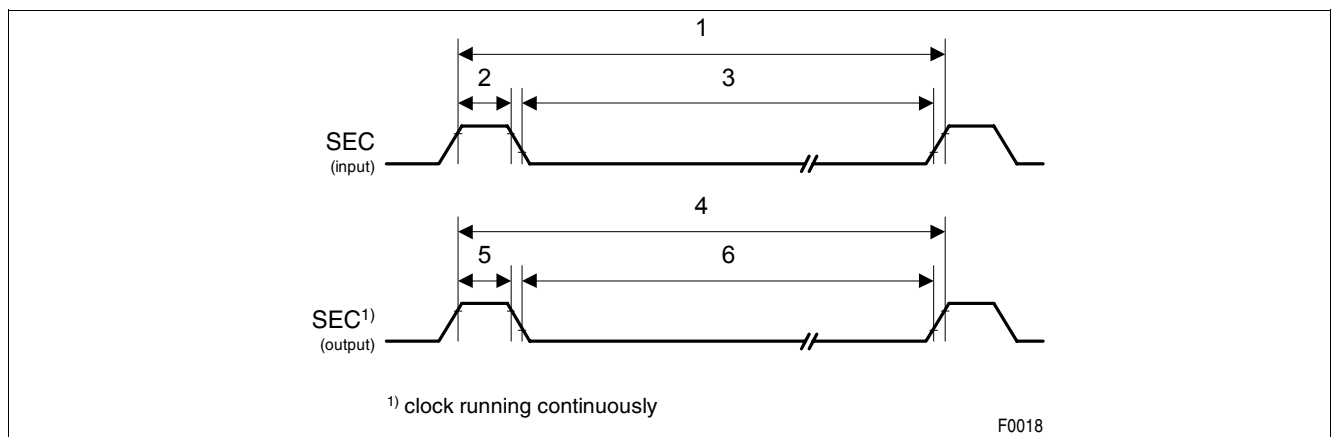 1
2 3
SEC
(input)
4
5 6
SEC¹⁾
(output)
¹⁾ clock running continuously
F0018